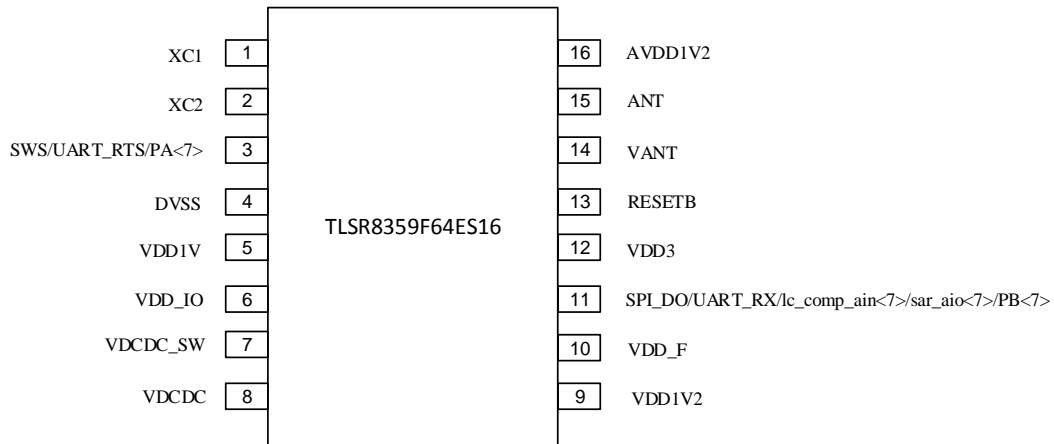 XC1 1 16 AVDD1V2
XC2 2 15 ANT
SWS/UART_RTS/PA<7> 3 14 VANT
DVSS 4 13 RESETB
TLSR8359F64ES16
VDD1V 5 12 VDD3
VDD_IO 6 11 SPI_DO/UART_RX/lc_comp_ain<7>/sar_aio<7>/PB<7>
VDCDC_SW 7 10 VDD_F
VDCDC 8 9 VDD1V2